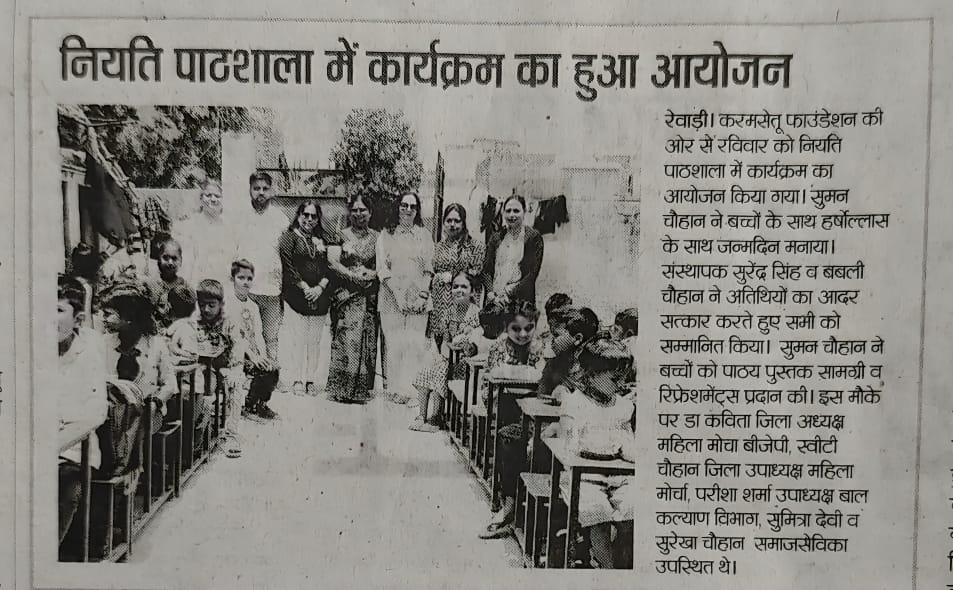 नियति पाठशाला में कार्यक्रम का हुआ आयोजन
रेवाड़ी। करमसेतू फाउंडेशन की
ओर से रविवार को नियति
पाठशाला में कार्यक्रम का
आयोजन किया गया। सुमन
चौहान ने बच्चों के साथ हर्षोल्लास
के साथ जन्मदिन मनाया।
संस्थापक सुरेंद्र सिंह व बबली
चौहान ने अतिथियों का आदर
सत्कार करते हुए सभी को
सम्मानित किया। सुमन चौहान ने
बच्चों को पाठय पुस्तक सामग्री व
रिफ्रेशमेंट्स प्रदान की। इस मौके
पर डा कविता जिला अध्यक्ष
महिला मोचा बीजेपी, स्वीटी
चौहान जिला उपाध्यक्ष महिला
मोर्चा, परीशा शर्मा उपाध्यक्ष बाल
कल्याण विभाग, सुमित्रा देवी व
सुरेखा चौहान समाजसेविका
उपस्थित थे।